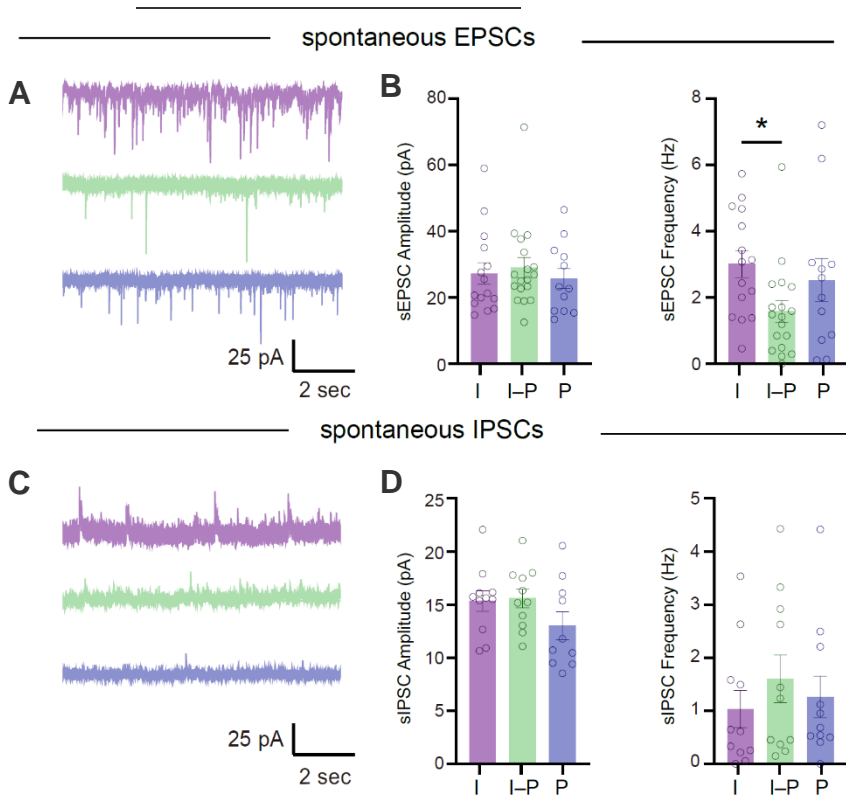 spontaneous EPSCs
A
25 pA
2 sec
B
sEPSC Amplitude (pA)
80
60
40
20
0
I
I–P
P
sEPSC Frequency (Hz)
8
6
4
2
0
*
I
I–P
P
spontaneous IPSCs
C
25 pA
2 sec
D
sIPSC Amplitude (pA)
25
20
15
10
5
0
I
I–P
P
sIPSC Frequency (Hz)
5
4
3
2
1
0
I
I–P
P